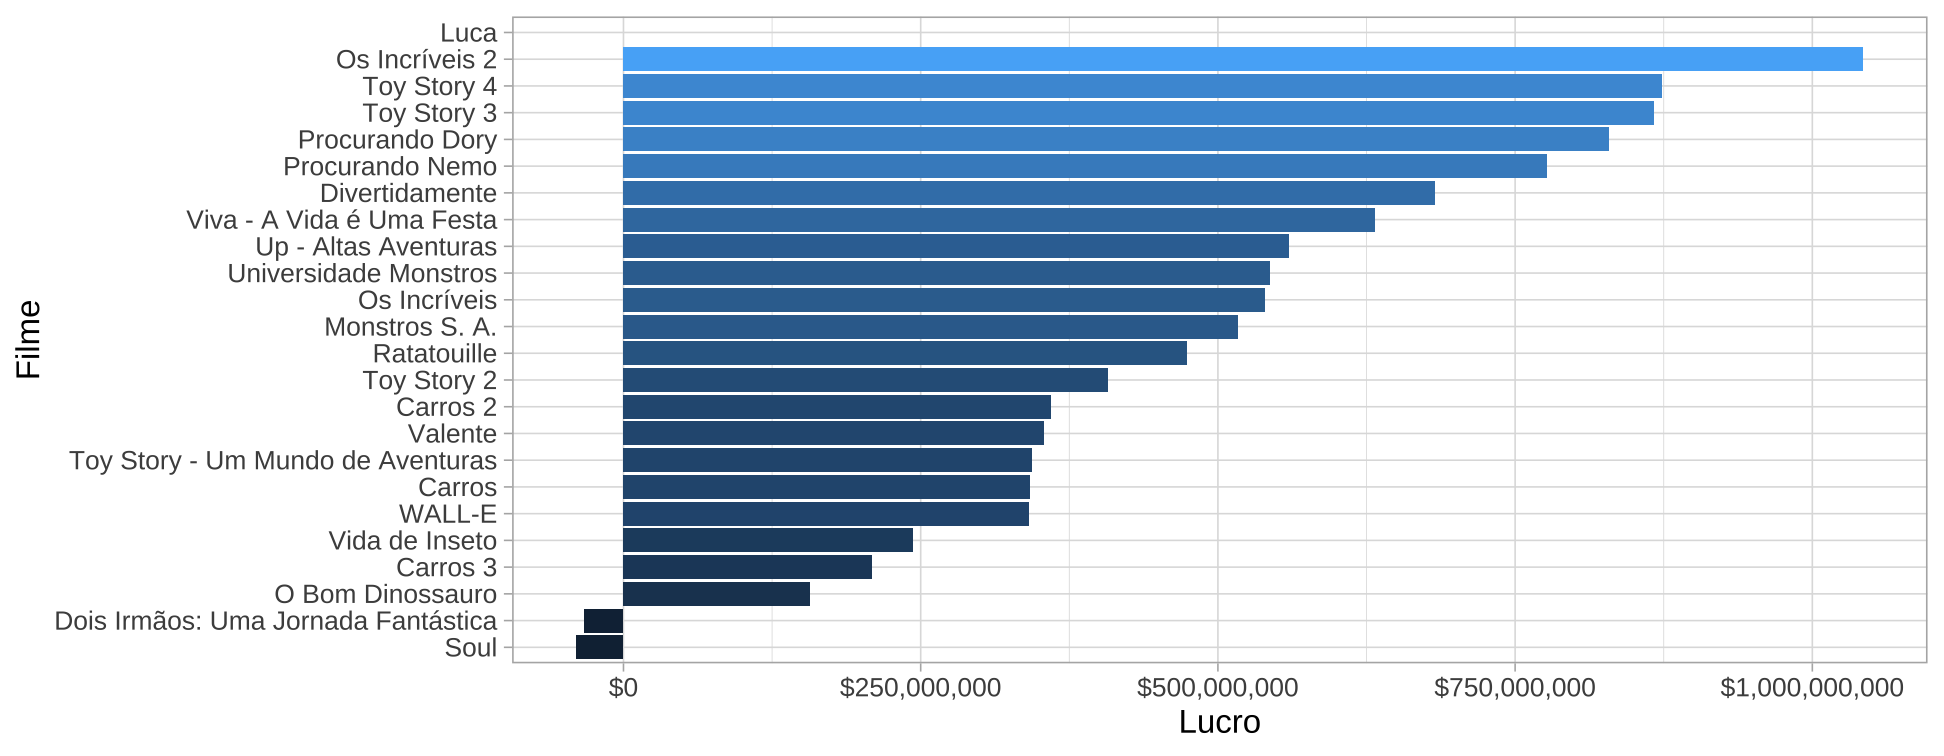 Luca
Os Incríveis 2
Toy Story 4
Toy Story 3
Procurando Dory
Procurando Nemo
Divertidamente
Viva - A Vida é Uma Festa
Up - Altas Aventuras
Universidade Monstros
Os Incríveis
Monstros S. A.
Ratatouille
Toy Story 2
Carros 2
Valente
Toy Story - Um Mundo de Aventuras
Carros
WALL-E
Vida de Inseto
Carros 3
O Bom Dinossauro
Dois Irmãos: Uma Jornada Fantástica
Soul
Filme
$0 $250,000,000 $500,000,000 $750,000,000 $1,000,000,000
Lucro